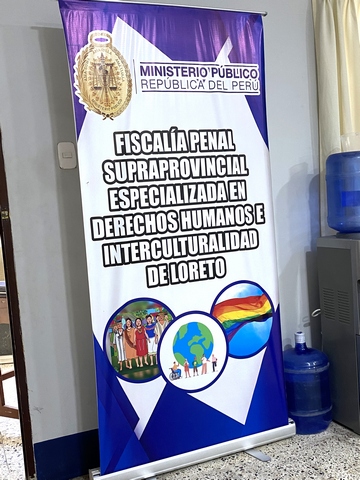 MINISTERIO PÚBLICO
REPÚBLICA DEL PERÚ
FISCALÍA PENAL
SUPRAPROVINCIAL
ESPECIALIZADA EN
DERECHOS HUMANOS E
INTERCULTURALIDAD
DE LORETO